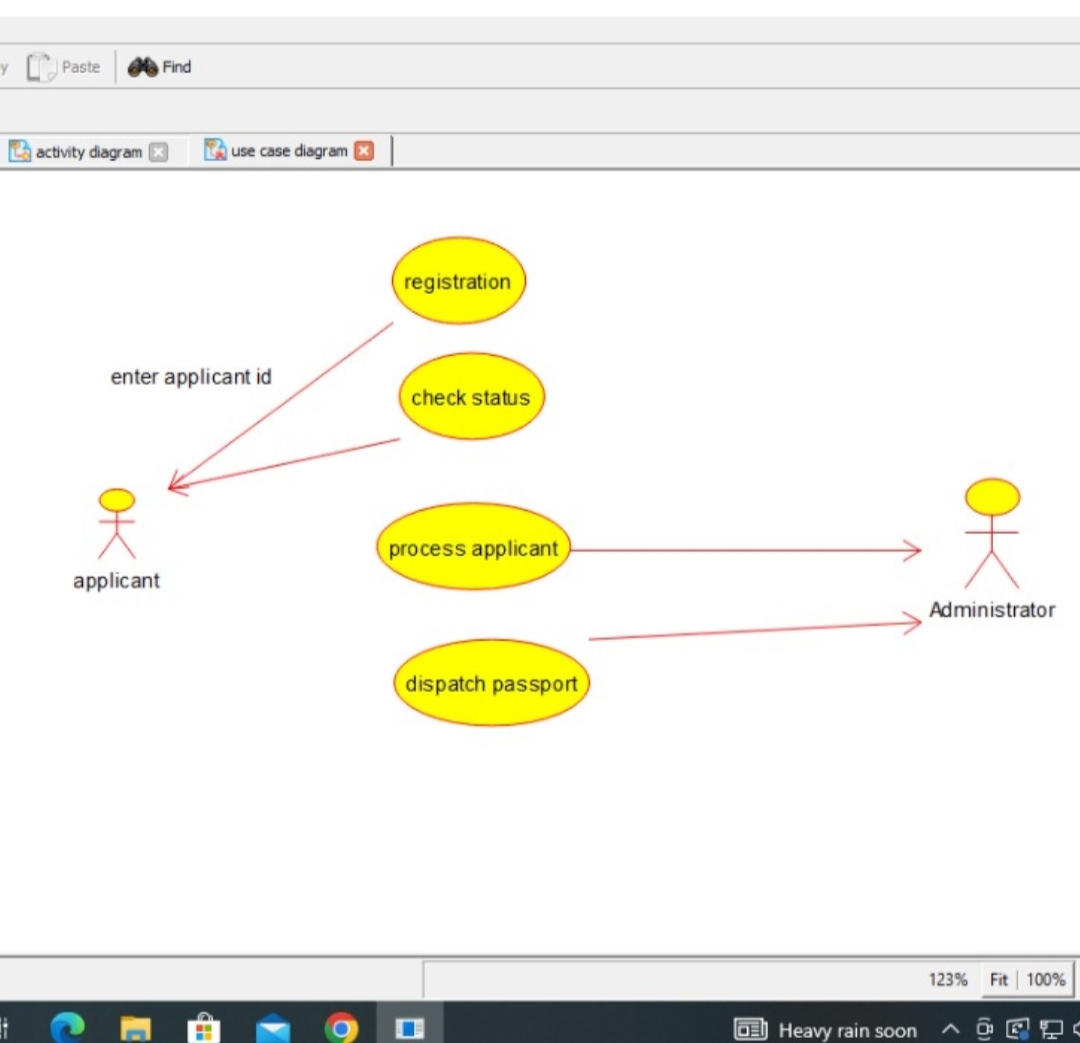 y Paste Find
activity diagram use case diagram
registration
enter applicant id
check status
process applicant
applicant
Administrator
dispatch passport
123% Fit 100%
Heavy rain soon